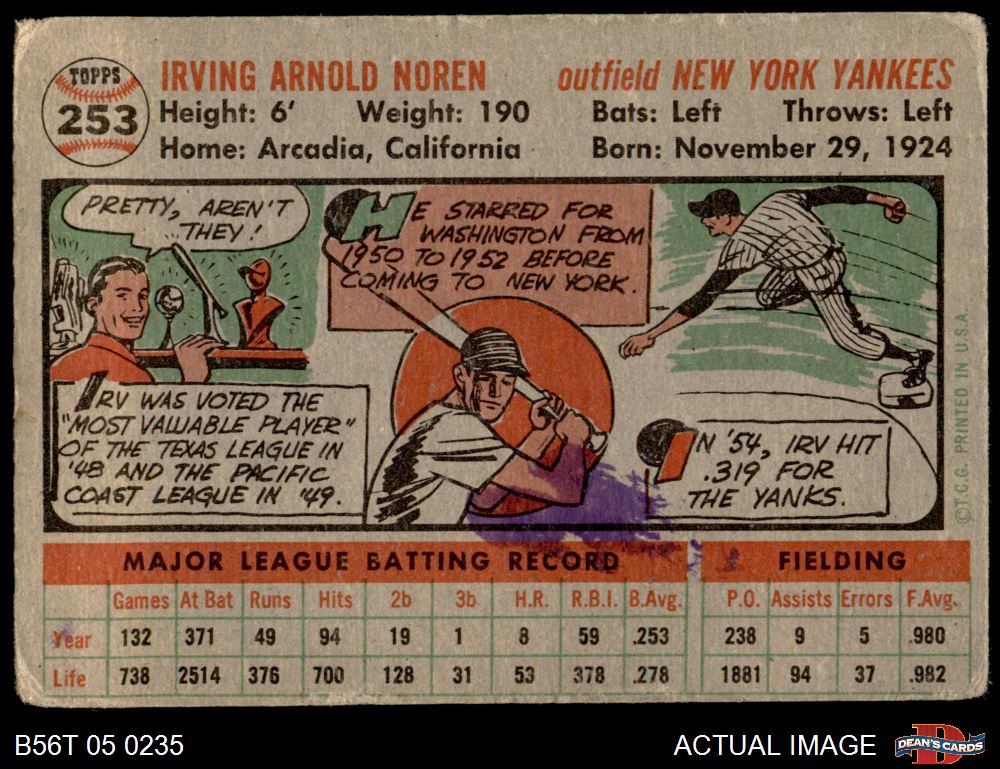 TOPPS
253
IRVING ARNOLD NOREN outfield NEW YORK YANKEES
Height: 6' Weight: 190 Bats: Left Throws: Left
Home: Arcadia, California Born: November 29, 1924
PRETTY, AREN'T
THEY!
HE STARRED FOR
WASHINGTON FROM
1950 TO 1952 BEFORE
COMING TO NEW YORK.
IRV WAS VOTED THE
"MOST VALUABLE PLAYER"
OF THE TEXAS LEAGUE IN
'48 AND THE PACIFIC
COAST LEAGUE IN '49.
IN '54, IRV HIT
.319 FOR
THE YANKS.
©T.C.G. PRINTED IN U.S.A.
MAJOR LEAGUE BATTING RECORD FIELDING
Games At Bat Runs Hits 2b 3b H.R. R.B.I. B.Avg. P.O. Assists Errors F.Avg.
Year 132 371 49 94 19 1 8 59 .253 238 9 5 .980
Life 738 2514 376 700 128 31 53 378 .278 1881 94 37 .982
B56T 05 0235 ACTUAL IMAGE DEAN'S CARDS